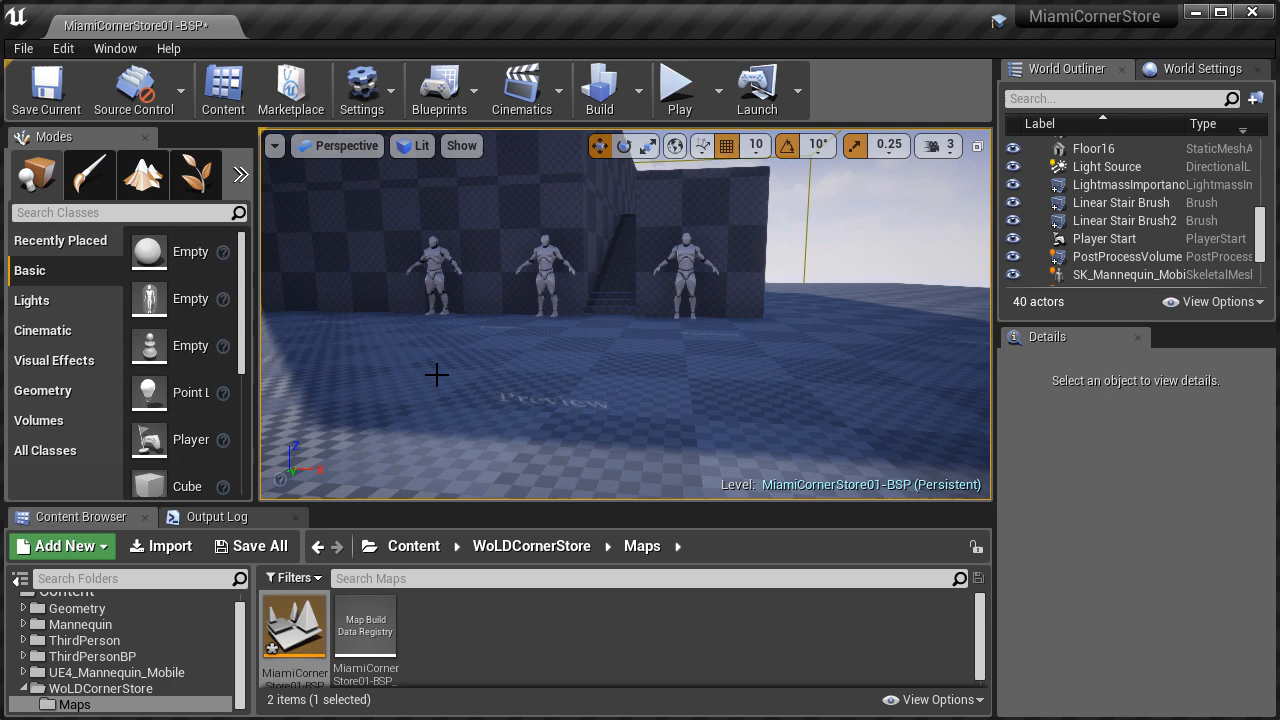 MiamiCornerStore01-BSP*
MiamiCornerStore
File Edit Window Help
Save Current
Source Control
Content
Marketplace
Settings
Blueprints
Cinematics
Build
Play
Launch
Modes
Search Classes
Recently Placed
Basic
Lights
Cinematic
Visual Effects
Geometry
Volumes
All Classes
Empty
Empty
Empty
Point L
Player
Cube
Perspective
Lit
Show
10
10°
0.25
3
Preview
Z
X
Level: MiamiCornerStore01-BSP (Persistent)
World Outliner
World Settings
Search...
Label Type
Floor16 StaticMeshA
Light Source DirectionalL
LightmassImportanc LightmassIn
Linear Stair Brush Brush
Linear Stair Brush2 Brush
Player Start PlayerStart
PostProcessVolume PostProcess
SK_Mannequin_Mobi SkeletalMesl
40 actors
View Options
Details
Select an object to view details.
Content Browser
Output Log
Add New
Import
Save All
Content
WoLDCornerStore
Maps
Search Folders
Content
Geometry
Mannequin
ThirdPerson
ThirdPersonBP
UE4_Mannequin_Mobile
WoLDCornerStore
Maps
Filters
Search Maps
MiamiCorner
Store01-BSP
Map Build
Data Registry
MiamiCorner
Store01-BSP_
2 items (1 selected)
View Options